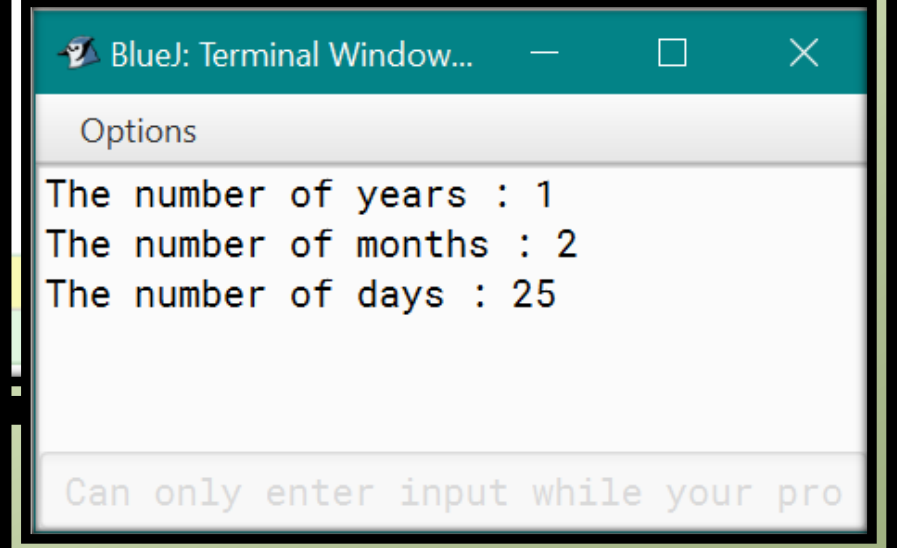 BlueJ: Terminal Window...
Options
The number of years : 1
The number of months : 2
The number of days : 25
Can only enter input while your pro